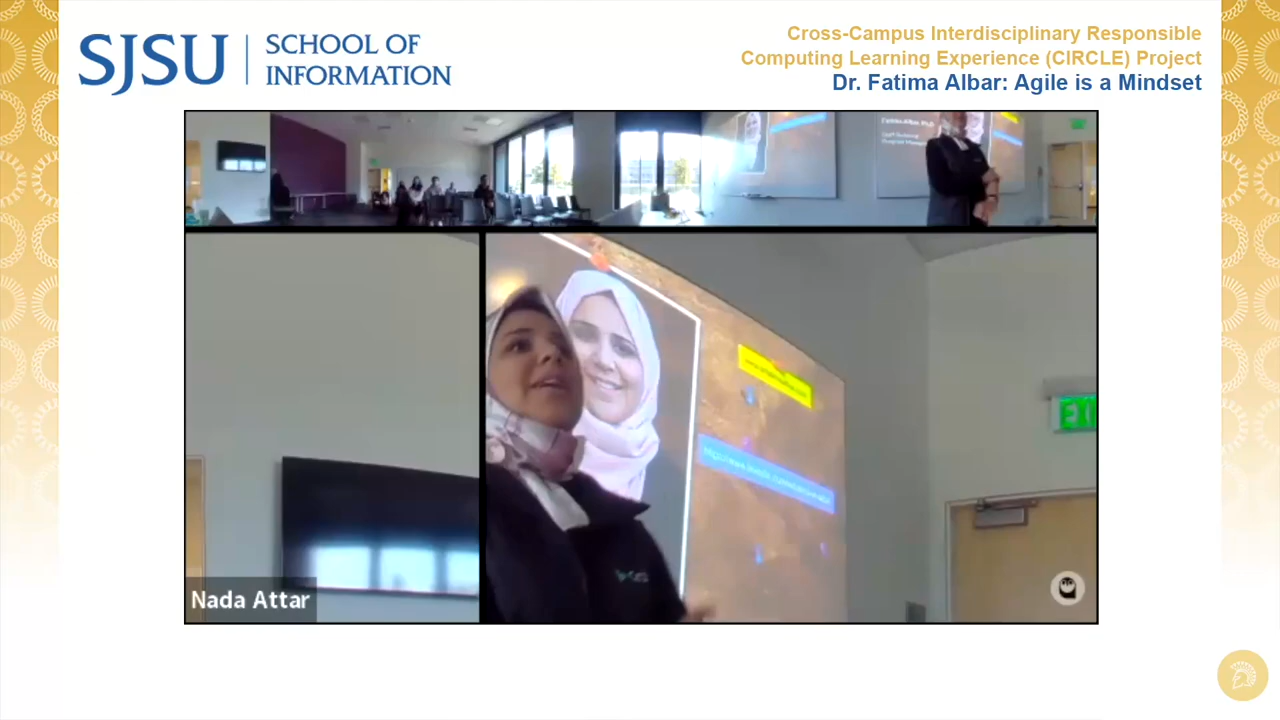 SJSU
SCHOOL OF
INFORMATION
Cross-Campus Interdisciplinary Responsible
Computing Learning Experience (CIRCLE) Project
Dr. Fatima Albar: Agile is a Mindset
Nada Attar